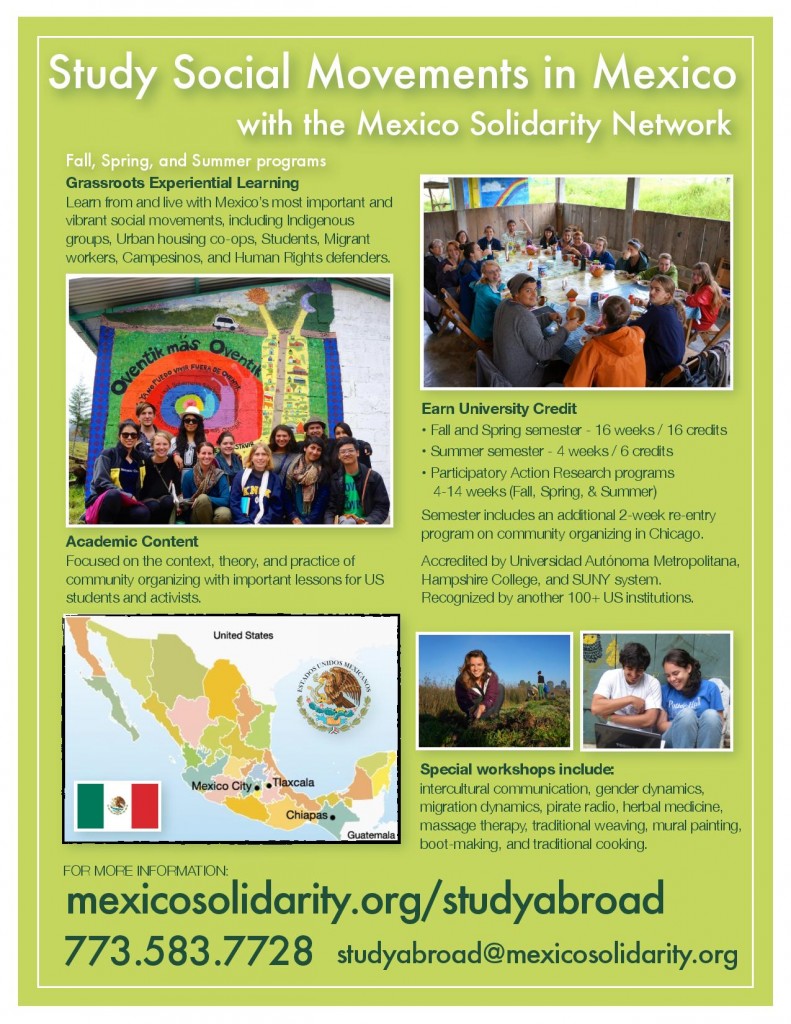 Study Social Movements in Mexico
with the Mexico Solidarity Network
Fall, Spring, and Summer programs
Grassroots Experiential Learning
Learn from and live with Mexico's most important and
vibrant social movements, including Indigenous
groups, Urban housing co-ops, Students, Migrant
workers, Campesinos, and Human Rights defenders.
Oventik más Oventik
Academic Content
Focused on the context, theory, and practice of
community organizing with important lessons for US
students and activists.
United States
ESTADOS UNIDOS MEXICANOS
Mexico City
Tlaxcala
Chiapas
Guatemala
Earn University Credit
• Fall and Spring semester - 16 weeks / 16 credits
• Summer semester - 4 weeks / 6 credits
• Participatory Action Research programs
4-14 weeks (Fall, Spring, & Summer)
Semester includes an additional 2-week re-entry
program on community organizing in Chicago.
Accredited by Universidad Autónoma Metropolitana,
Hampshire College, and SUNY system.
Recognized by another 100+ US institutions.
Special workshops include:
intercultural communication, gender dynamics,
migration dynamics, pirate radio, herbal medicine,
massage therapy, traditional weaving, mural painting,
boot-making, and traditional cooking.
FOR MORE INFORMATION:
mexicosolidarity.org/studyabroad
773.583.7728 studyabroad@mexicosolidarity.org